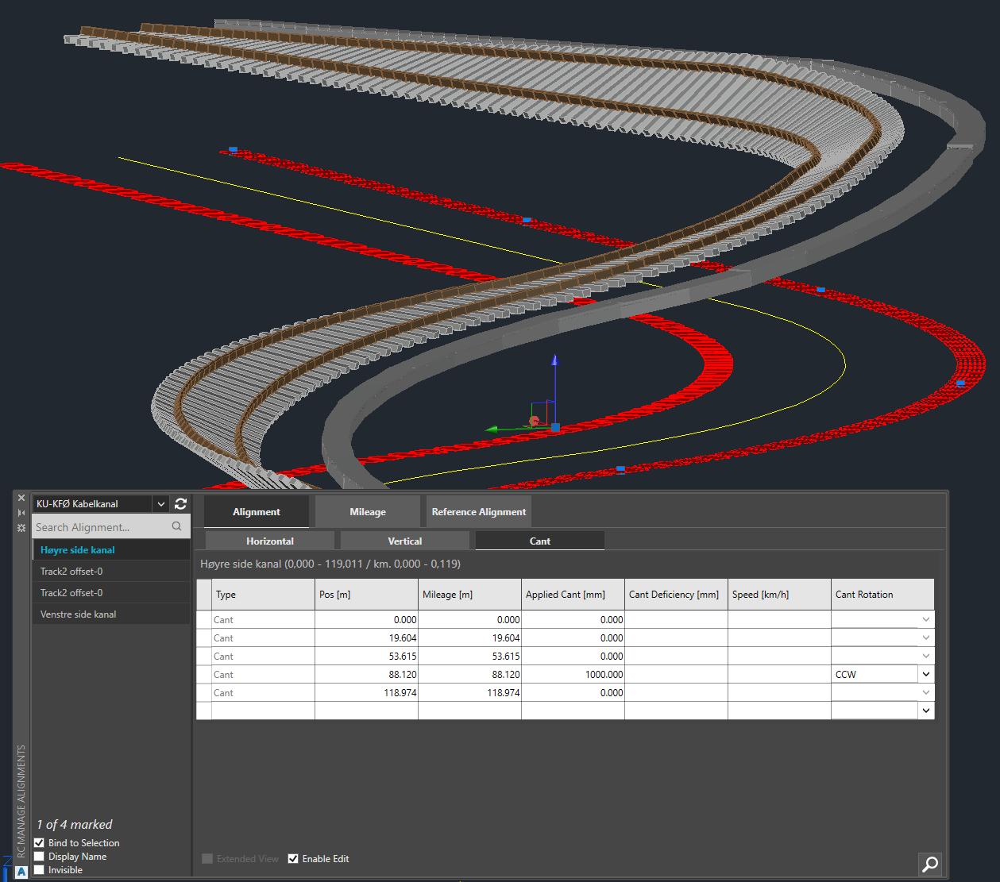 KU-KFØ Kabelkanal
Search Alignment...
Høyre side kanal
Track2 offset-0
Track2 offset-0
Venstre side kanal
1 of 4 marked
Bind to Selection
Display Name
Invisible
RC MANAGE ALIGNMENTS
A
Z
Alignment Mileage Reference Alignment
Horizontal Vertical Cant
Høyre side kanal (0,000 - 119,011 / km. 0,000 - 0,119)
Type Pos [m] Mileage [m] Applied Cant [mm] Cant Deficiency [mm] Speed [km/h] Cant Rotation
Cant 0.000 0.000 0.000
Cant 19.604 19.604 0.000
Cant 53.615 53.615 0.000
Cant 88.120 88.120 1000.000 CCW
Cant 118.974 118.974 0.000
Extended View Enable Edit